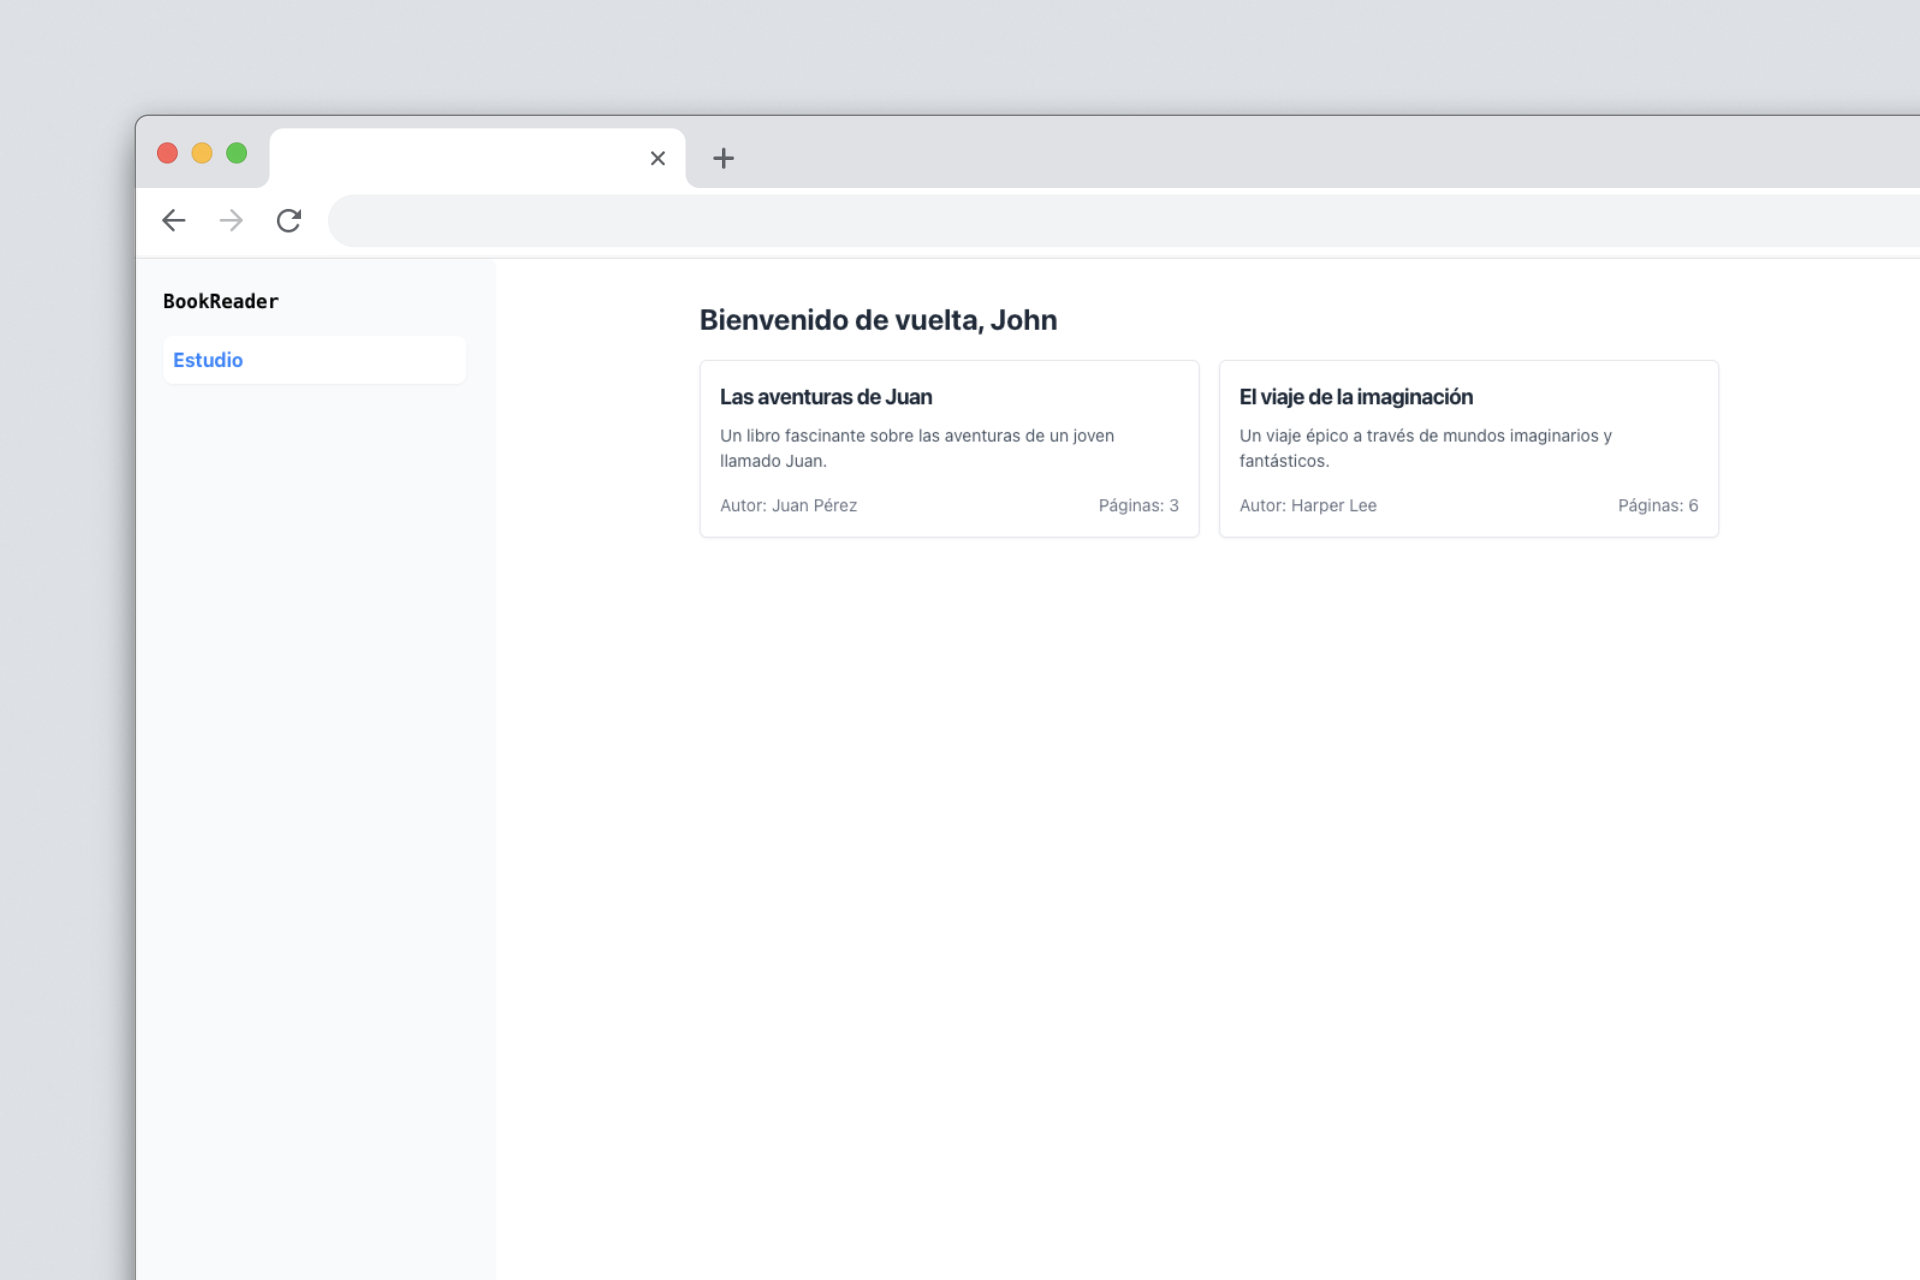 BookReader
Estudio
Bienvenido de vuelta, John
Las aventuras de Juan
Un libro fascinante sobre las aventuras de un joven
llamado Juan.
Autor: Juan Pérez
Páginas: 3
El viaje de la imaginación
Un viaje épico a través de mundos imaginarios y
fantásticos.
Autor: Harper Lee
Páginas: 6